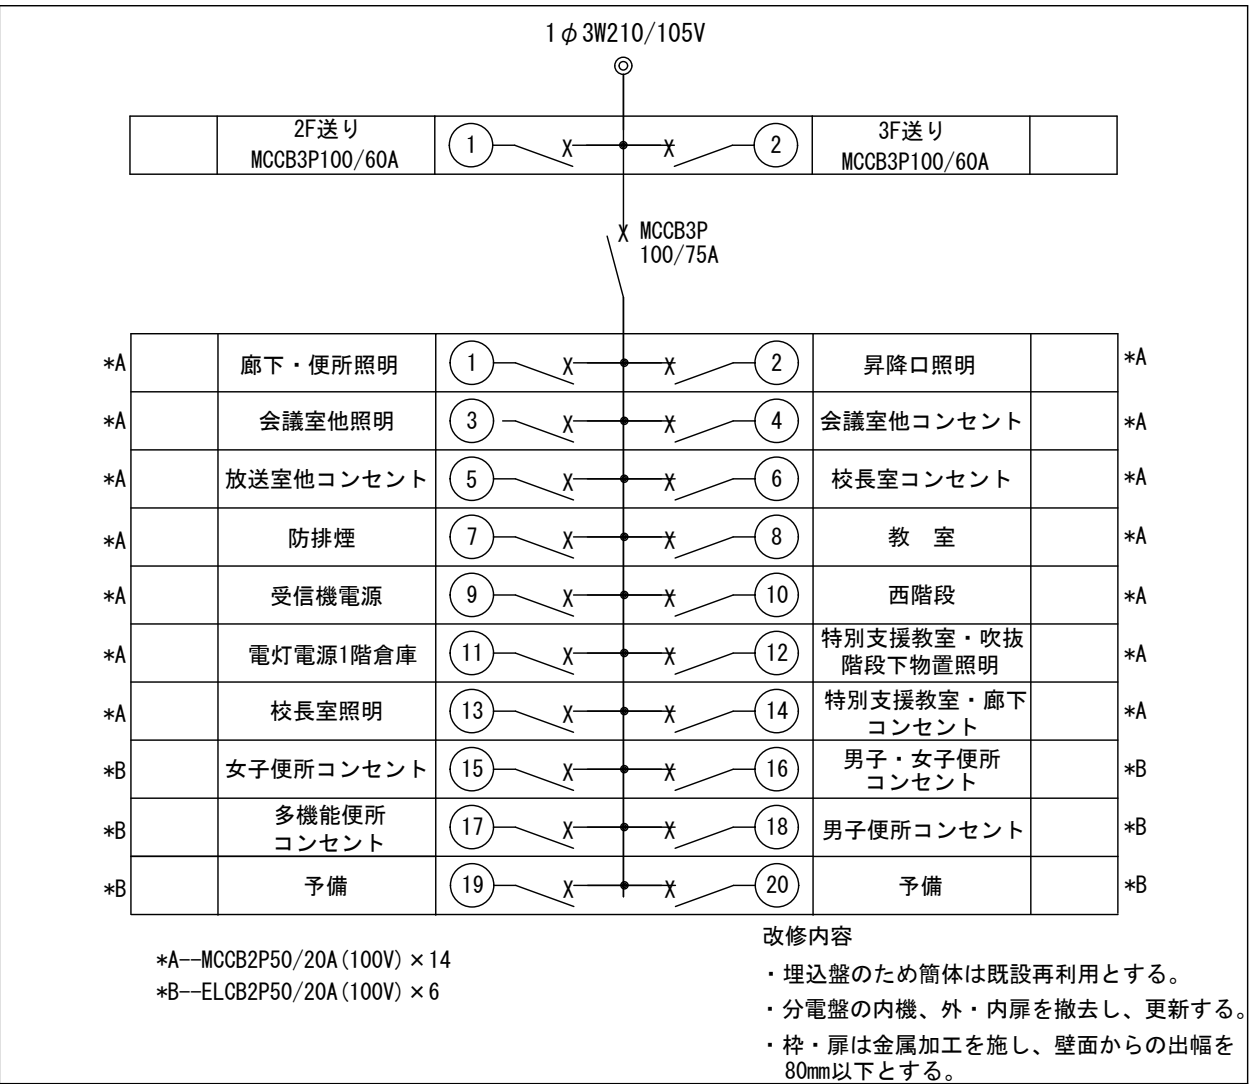 1φ3W210/105V
2F送り
MCCB3P100/60A
1
2
3F送り
MCCB3P100/60A
MCCB3P
100/75A
*A
廊下・便所照明
1
2
昇降口照明
*A
*A
会議室他照明
3
4
会議室他コンセント
*A
*A
放送室他コンセント
5
6
校長室コンセント
*A
*A
防排煙
7
8
教　室
*A
*A
受信機電源
9
10
西階段
*A
*A
電灯電源1階倉庫
11
12
特別支援教室・吹抜
階段下物置照明
*A
*A
校長室照明
13
14
特別支援教室・廊下
コンセント
*A
*B
女子便所コンセント
15
16
男子・女子便所
コンセント
*B
*B
多機能便所
コンセント
17
18
男子便所コンセント
*B
*B
予備
19
20
予備
*B
*A--MCCB2P50/20A(100V)×14
*B--ELCB2P50/20A(100V)×6
改修内容
・埋込盤のため簡体は既設再利用とする。
・分電盤の内機、外・内扉を撤去し、更新する。
・枠・扉は金属加工を施し、壁面からの出幅を
80mm以下とする。